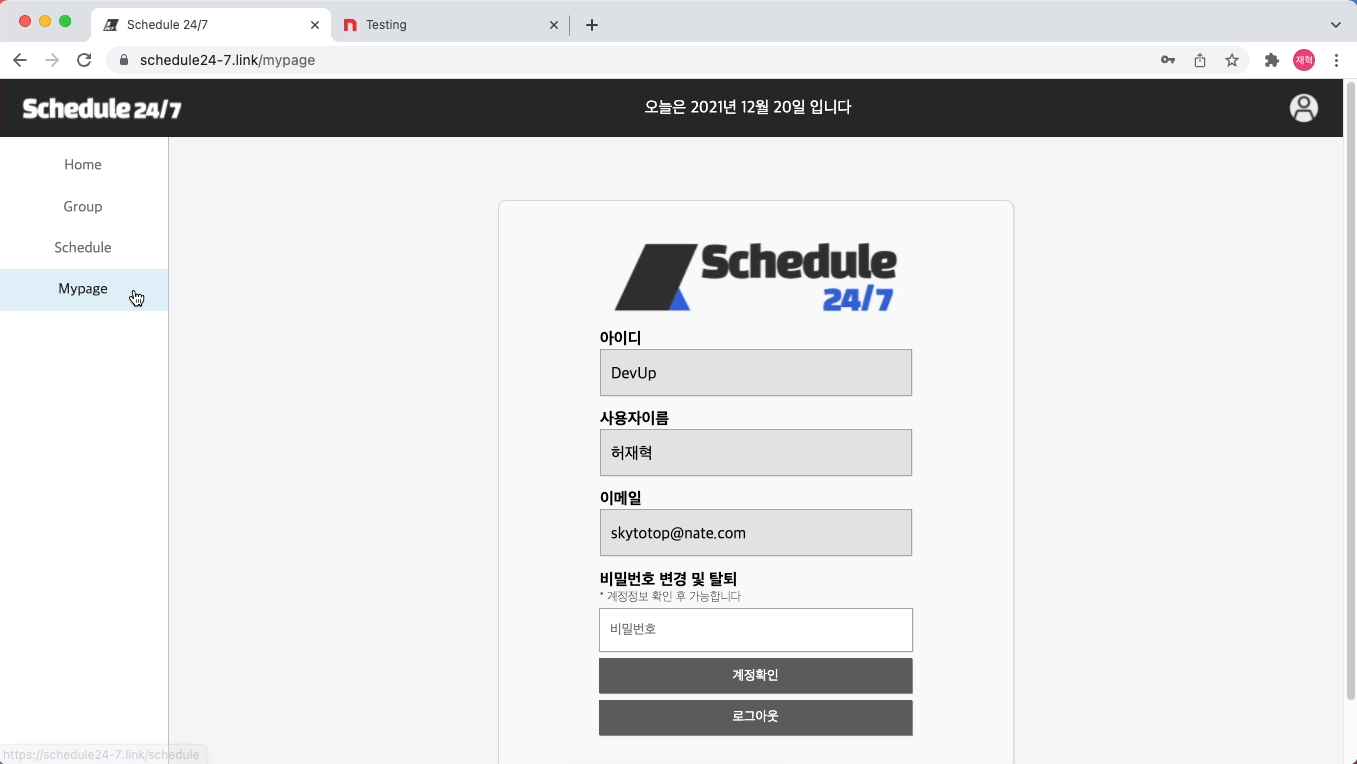 Schedule 24/7
Testing
schedule24-7.link/mypage
재혁
Schedule 24/7
오늘은 2021년 12월 20일 입니다
Home
Group
Schedule
Mypage
Schedule
24/7
아이디
DevUp
사용자이름
허재혁
이메일
skytotop@nate.com
비밀번호 변경 및 탈퇴
* 계정정보 확인 후 가능합니다
비밀번호
계정확인
로그아웃
https://schedule24-7.link/schedule